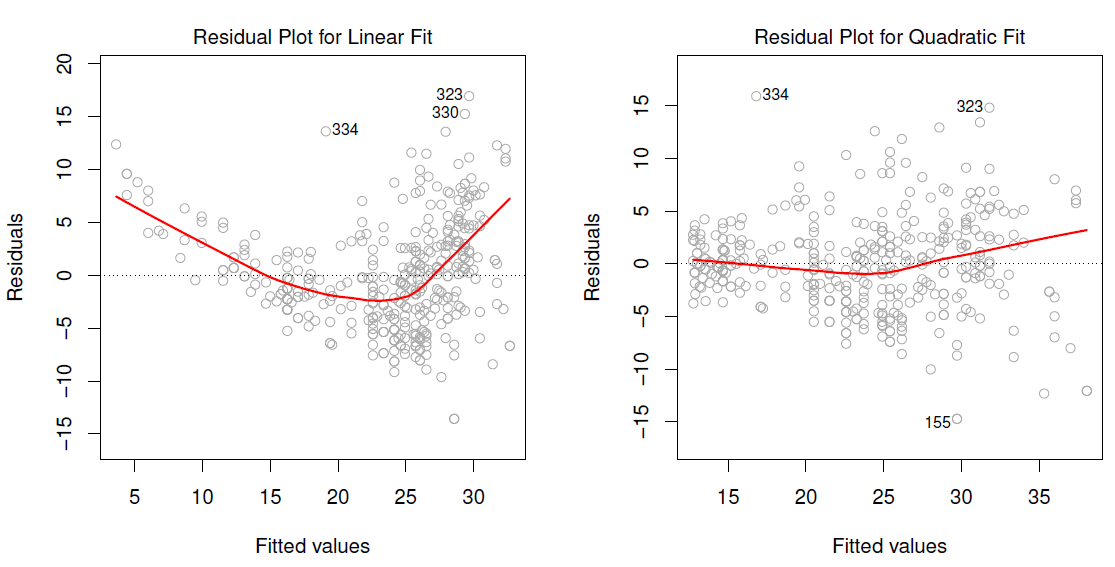 Residual Plot for Linear Fit
Residuals
20
15
10
5
0
−5
−10
−15
323
330
334
5 10 15 20 25 30
Fitted values
Residual Plot for Quadratic Fit
Residuals
15
10
5
0
−5
−10
−15
334
323
155
15 20 25 30 35
Fitted values